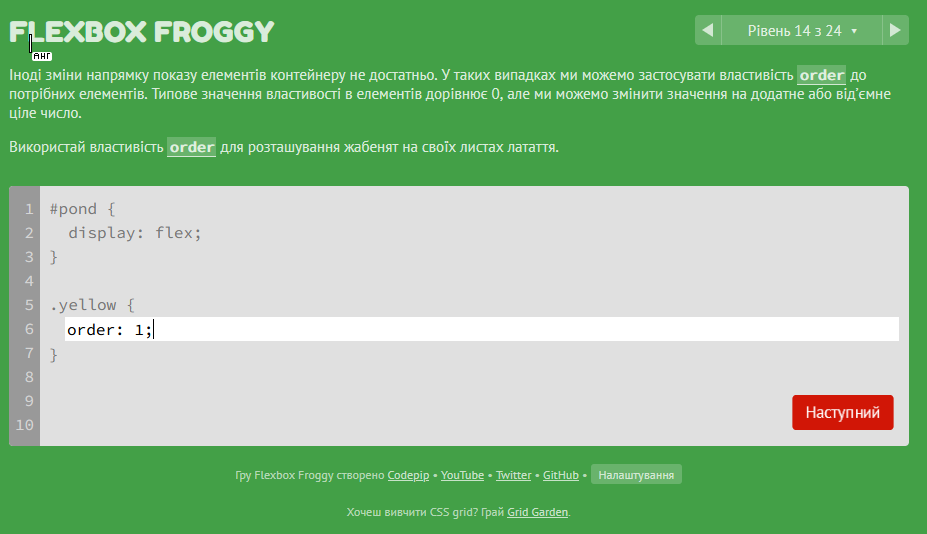 FLEXBOX FROGGY
◀ Рівень 14 з 24 ▾ ▶
АНГ
Іноді зміни напрямку показу елементів контейнеру не достатньо. У таких випадках ми можемо застосувати властивість order до
потрібних елементів. Типове значення властивості в елементів дорівнює 0, але ми можемо змінити значення на додатне або від'ємне
ціле число.
Використай властивість order для розташування жабенят на своїх листах латаття.
1 #pond {
2 display: flex;
3 }
4
5 .yellow {
6 order: 1;
7 }
8
9
10
Наступний
Гру Flexbox Froggy створено Codepip • YouTube • Twitter • GitHub • Налаштування
Хочеш вивчити CSS grid? Грай Grid Garden.